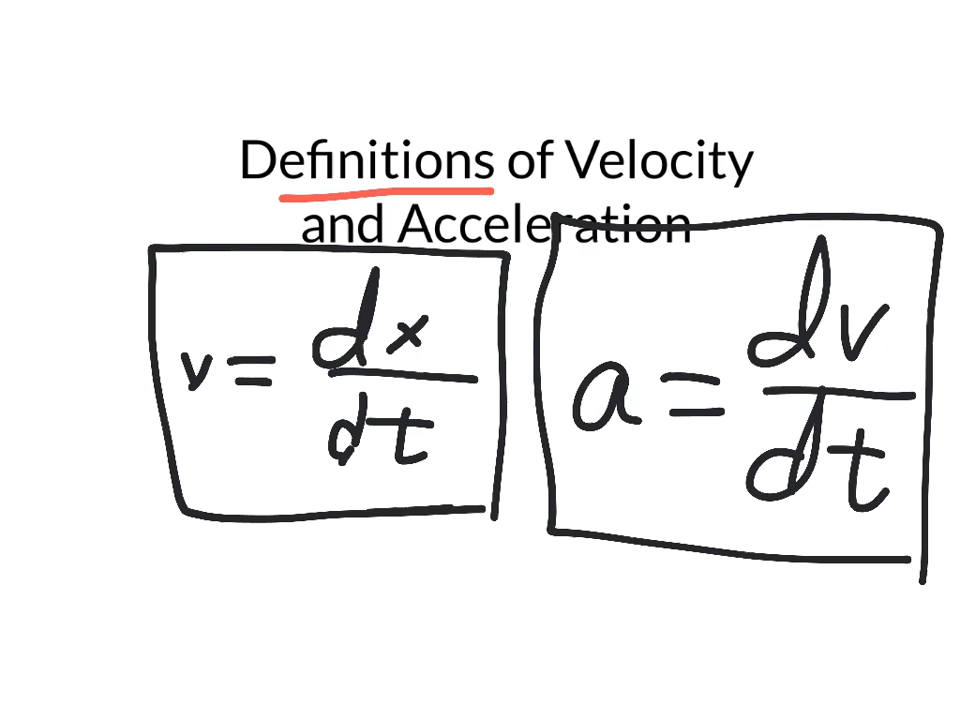 Definitions of Velocity
and Acceleration
v = dx/dt
a = dv/dt